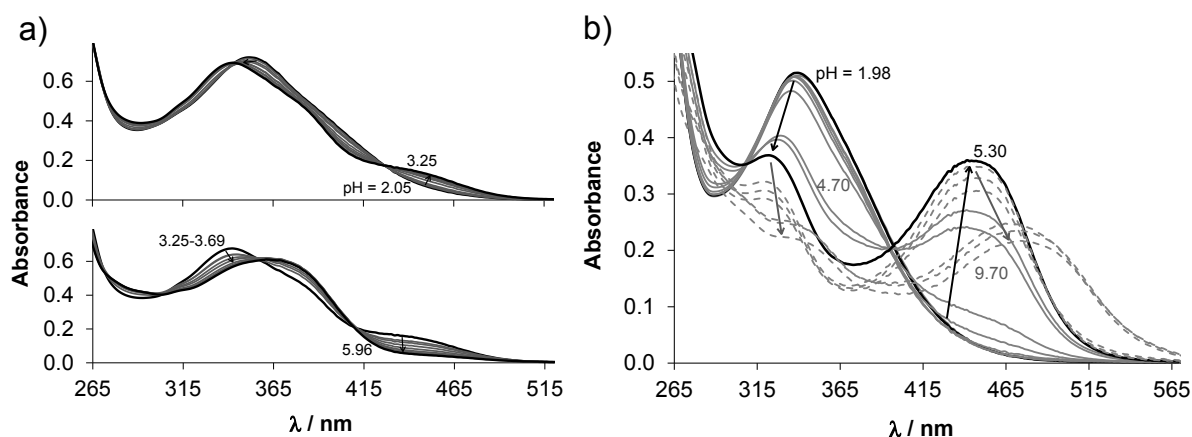 a)
Absorbance
0.6
0.4
0.2
0.0
3.25
pH = 2.05
Absorbance
0.6
0.4
0.2
0.0
3.25-3.69
5.96
265 315 365 415 465 515
λ / nm
b)
Absorbance
0.5
0.4
0.3
0.2
0.1
0.0
pH = 1.98
5.30
4.70
9.70
265 315 365 415 465 515 565
λ / nm